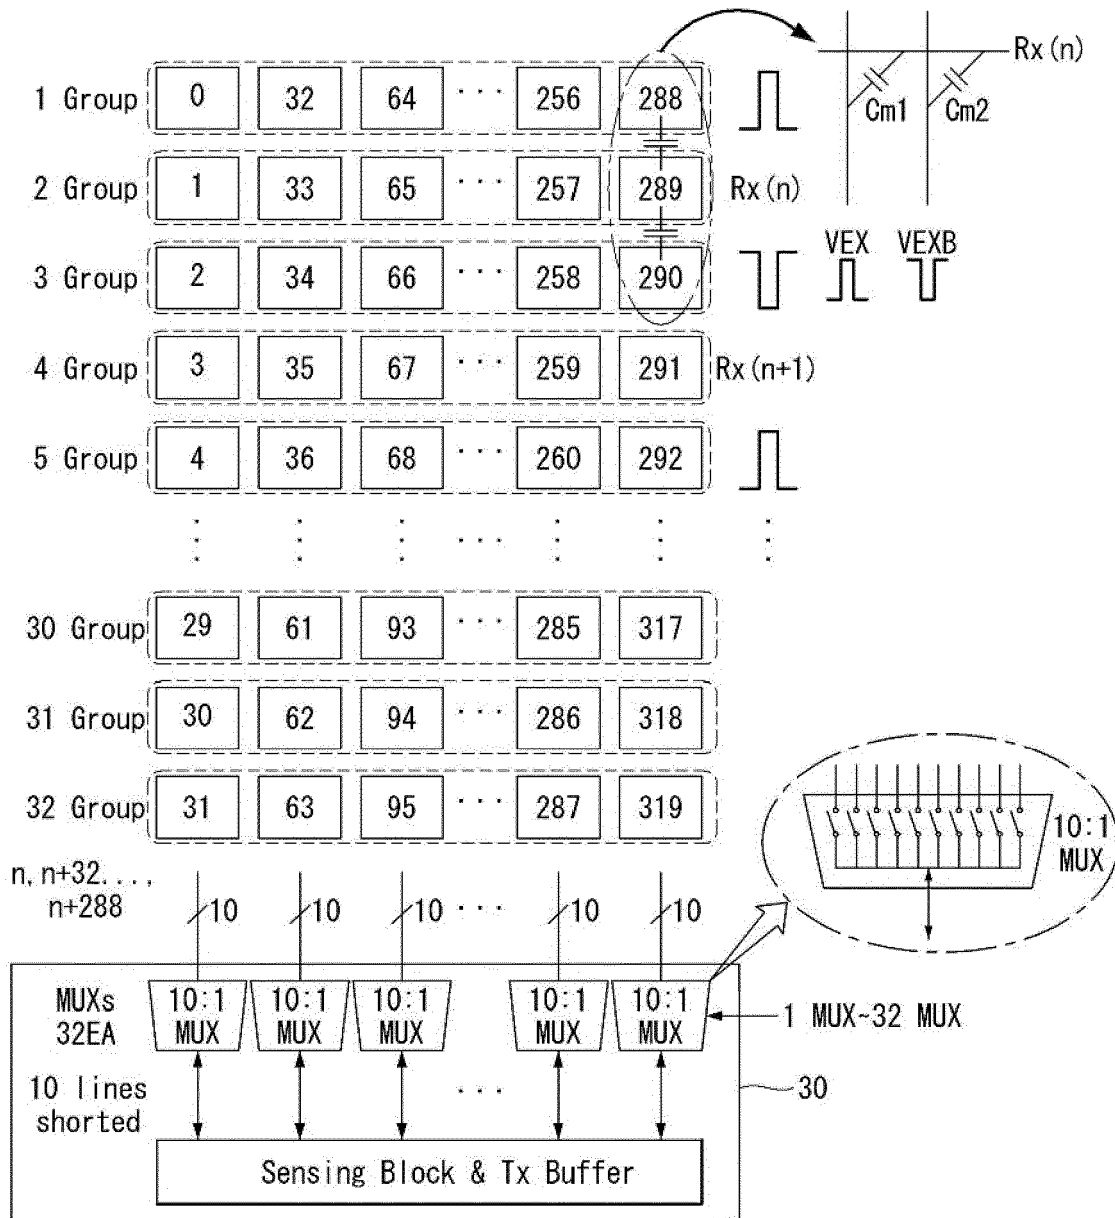 Rx(n)
Cm1 Cm2
1 Group 0 32 64 ··· 256 288
2 Group 1 33 65 ··· 257 289 Rx(n)
VEX VEXB
3 Group 2 34 66 ··· 258 290
4 Group 3 35 67 ··· 259 291 Rx(n+1)
5 Group 4 36 68 ··· 260 292
30 Group 29 61 93 ··· 285 317
31 Group 30 62 94 ··· 286 318
32 Group 31 63 95 ··· 287 319
10:1
MUX
n, n+32...,
n+288
10 10 10 ··· 10 10
MUXs
32EA
10:1 MUX
10:1 MUX
10:1 MUX
10:1 MUX
10:1 MUX
1 MUX~32 MUX
10 lines
shorted
···
30
Sensing Block & Tx Buffer